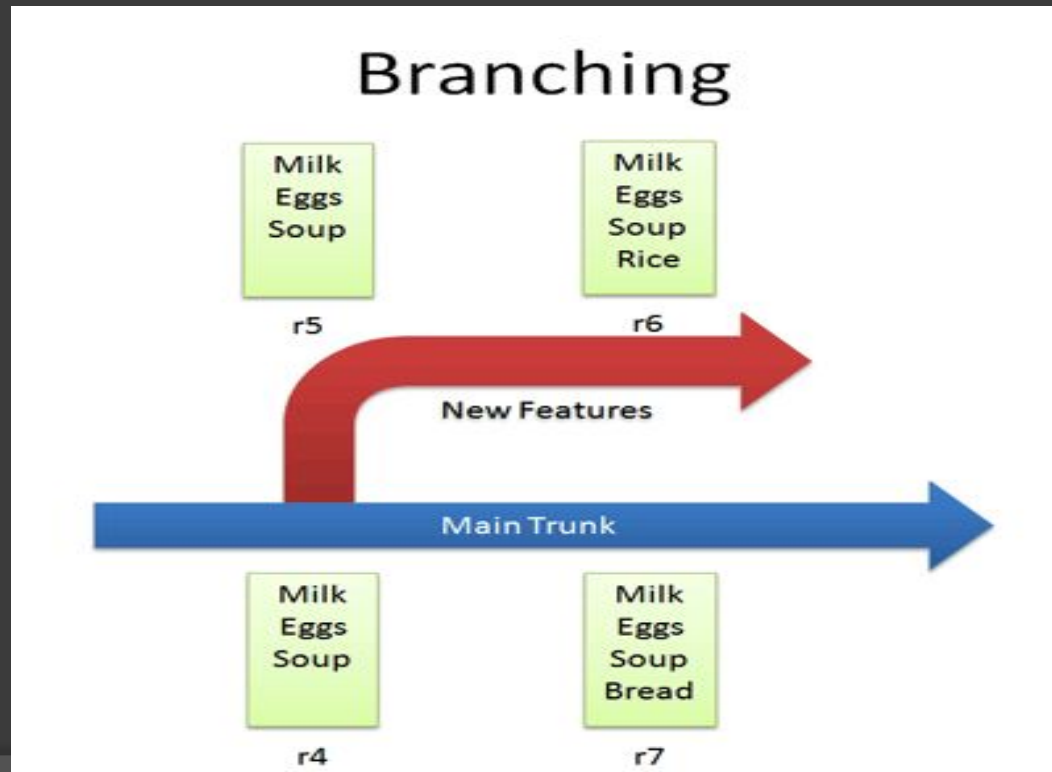 Branching
Milk
Eggs
Soup
r5
Milk
Eggs
Soup
Rice
r6
New Features
Main Trunk
Milk
Eggs
Soup
r4
Milk
Eggs
Soup
Bread
r7